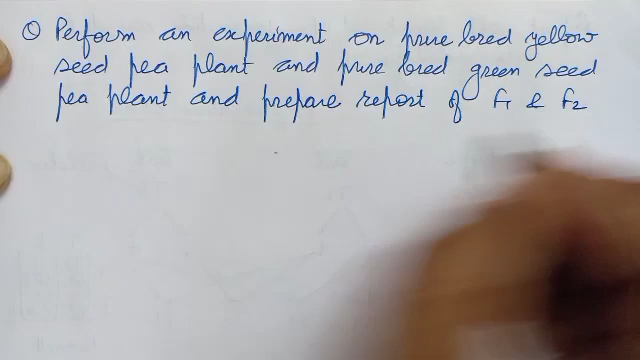 ① Perform an experiment on pure bred yellow
seed pea plant and pure bred green seed
pea plant and prepare report of F1 & F2